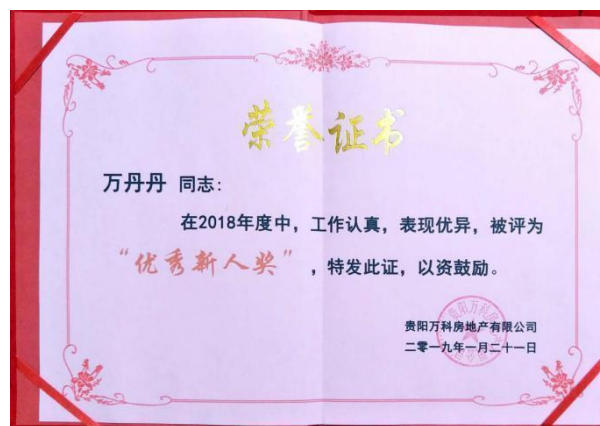 荣誉证书
万丹丹 同志：
在2018年度中，工作认真，表现优异，被评为
“优秀新人奖”，特发此证，以资鼓励。
贵阳万科房地产有限公司
二零一九年一月二十一日